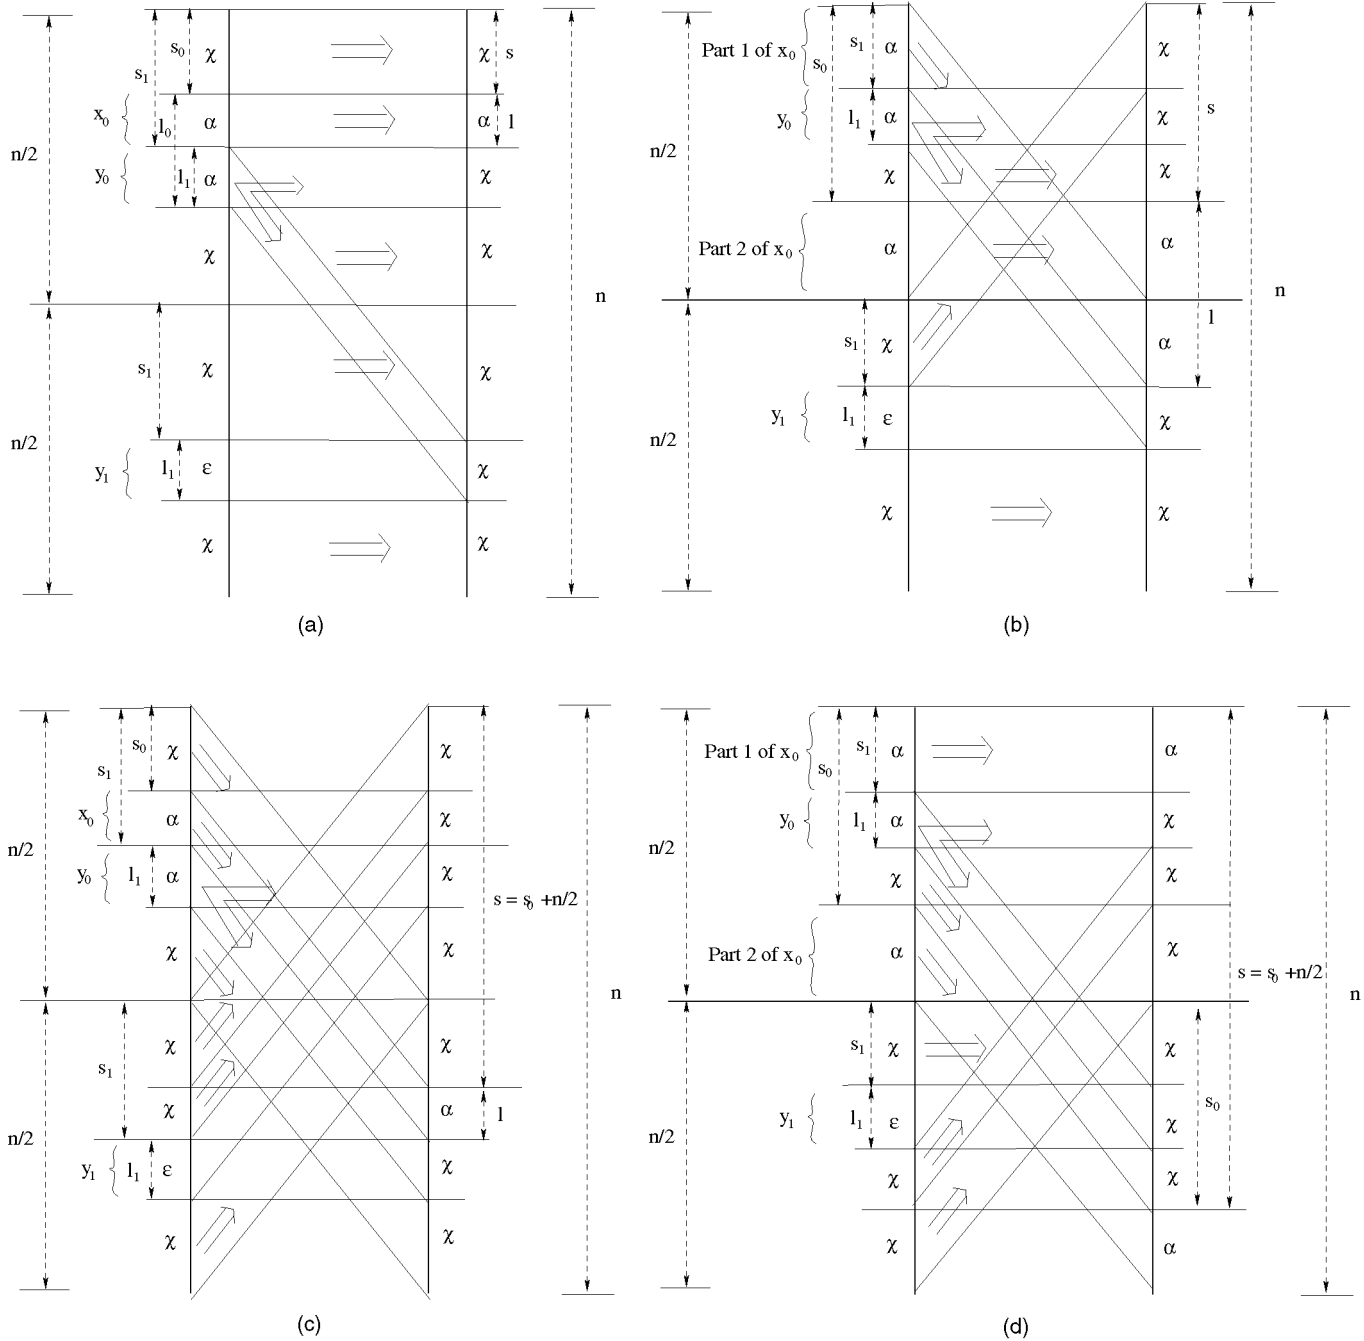 s₀
s
χ
χ
s₁
x₀
l₀
α
α
l
n/2
y₀
l₁
α
χ
χ
χ
n
s₁
χ
χ
n/2
y₁
l₁
ε
χ
χ
χ
(a)
Part 1 of x₀
s₀
s₁
α
χ
y₀
l₁
α
χ
s
n/2
χ
χ
Part 2 of x₀
α
α
n
l
s₁
χ
α
n/2
y₁
l₁
ε
χ
χ
χ
(b)
s₀
χ
χ
s₁
x₀
α
χ
n/2
y₀
l₁
α
χ
s = s₀ +n/2
χ
χ
n
χ
χ
s₁
χ
α
l
n/2
y₁
l₁
ε
χ
χ
χ
(c)
Part 1 of x₀
s₀
s₁
α
α
y₀
l₁
α
χ
n/2
χ
χ
Part 2 of x₀
α
χ
s = s₀ +n/2
n
s₁
χ
χ
s₀
n/2
y₁
l₁
ε
χ
χ
χ
χ
α
(d)